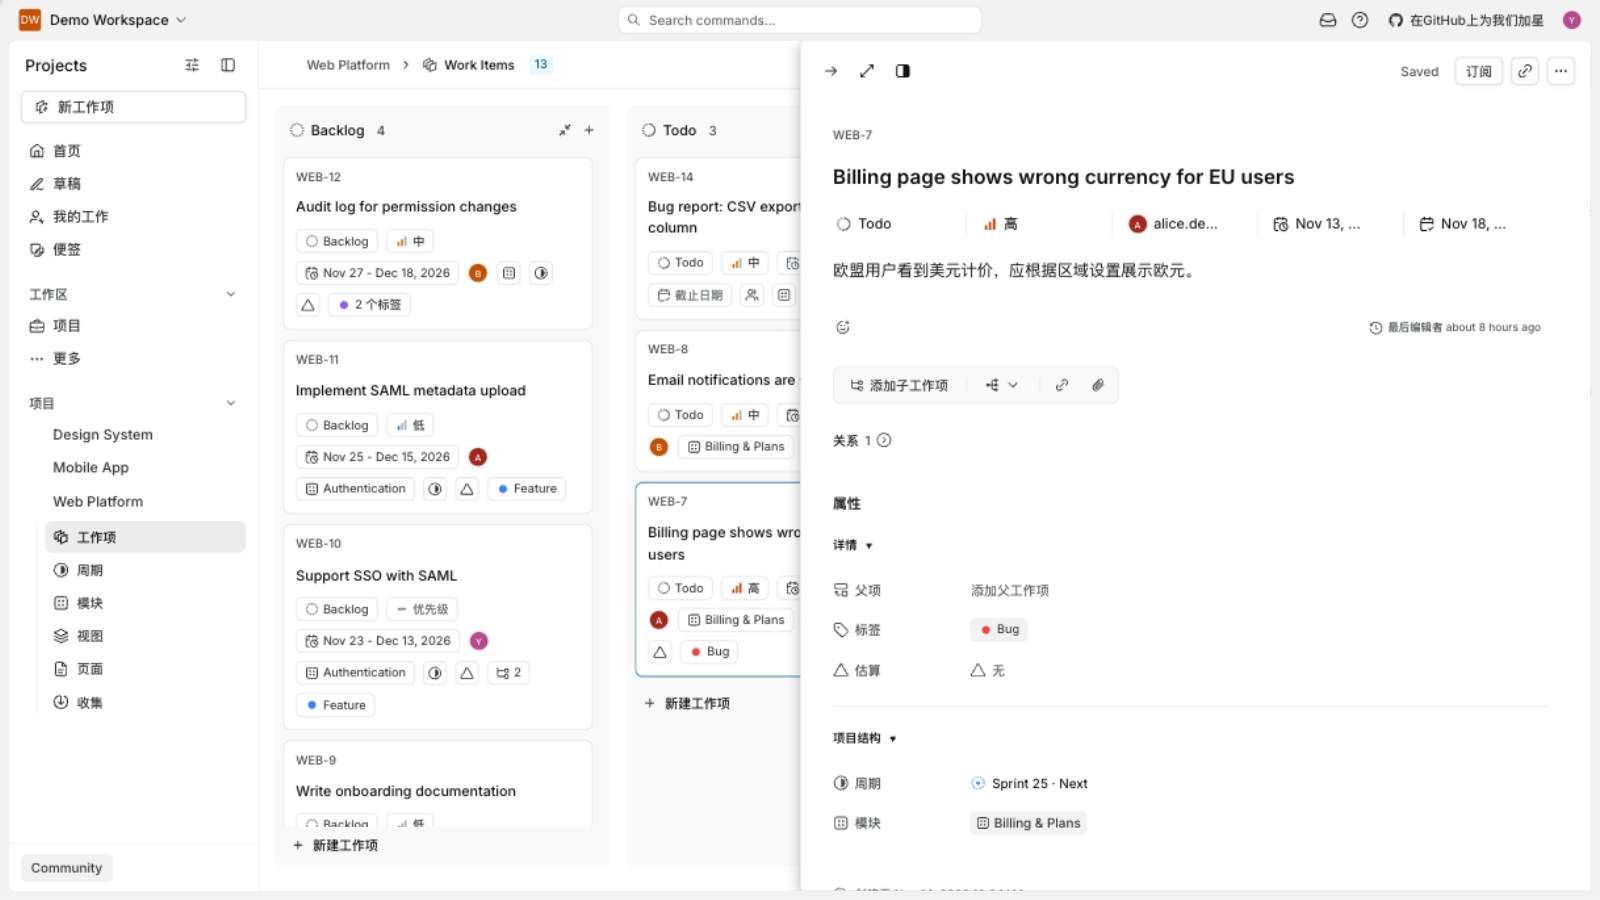 DW Demo Workspace
Search commands...
在GitHub上为我们加星
Y
Projects
新工作项
首页
草稿
我的工作
便签
工作区
项目
更多
项目
Design System
Mobile App
Web Platform
工作项
周期
模块
视图
页面
收集
Community
Web Platform
Work Items 13
Backlog 4
WEB-12
Audit log for permission changes
Backlog 中
Nov 27 - Dec 18, 2026 B
2 个标签
WEB-11
Implement SAML metadata upload
Backlog 低
Nov 25 - Dec 15, 2026 A
Authentication Feature
WEB-10
Support SSO with SAML
Backlog 优先级
Nov 23 - Dec 13, 2026 Y
Authentication 2
Feature
WEB-9
Write onboarding documentation
Backlog 低
新建工作项
Todo 3
WEB-14
Bug report: CSV export
column
Todo 中
截止日期
WEB-8
Email notifications are
Todo 中
B Billing & Plans
WEB-7
Billing page shows wro
users
Todo 高
A Billing & Plans
Bug
新建工作项
Saved 订阅
WEB-7
Billing page shows wrong currency for EU users
Todo 高 A alice.de... Nov 13, ... Nov 18, ...
欧盟用户看到美元计价，应根据区域设置展示欧元。
最后编辑者 about 8 hours ago
添加子工作项
关系 1
属性
详情
父项 添加父工作项
标签 Bug
估算 无
项目结构
周期 Sprint 25 · Next
模块 Billing & Plans